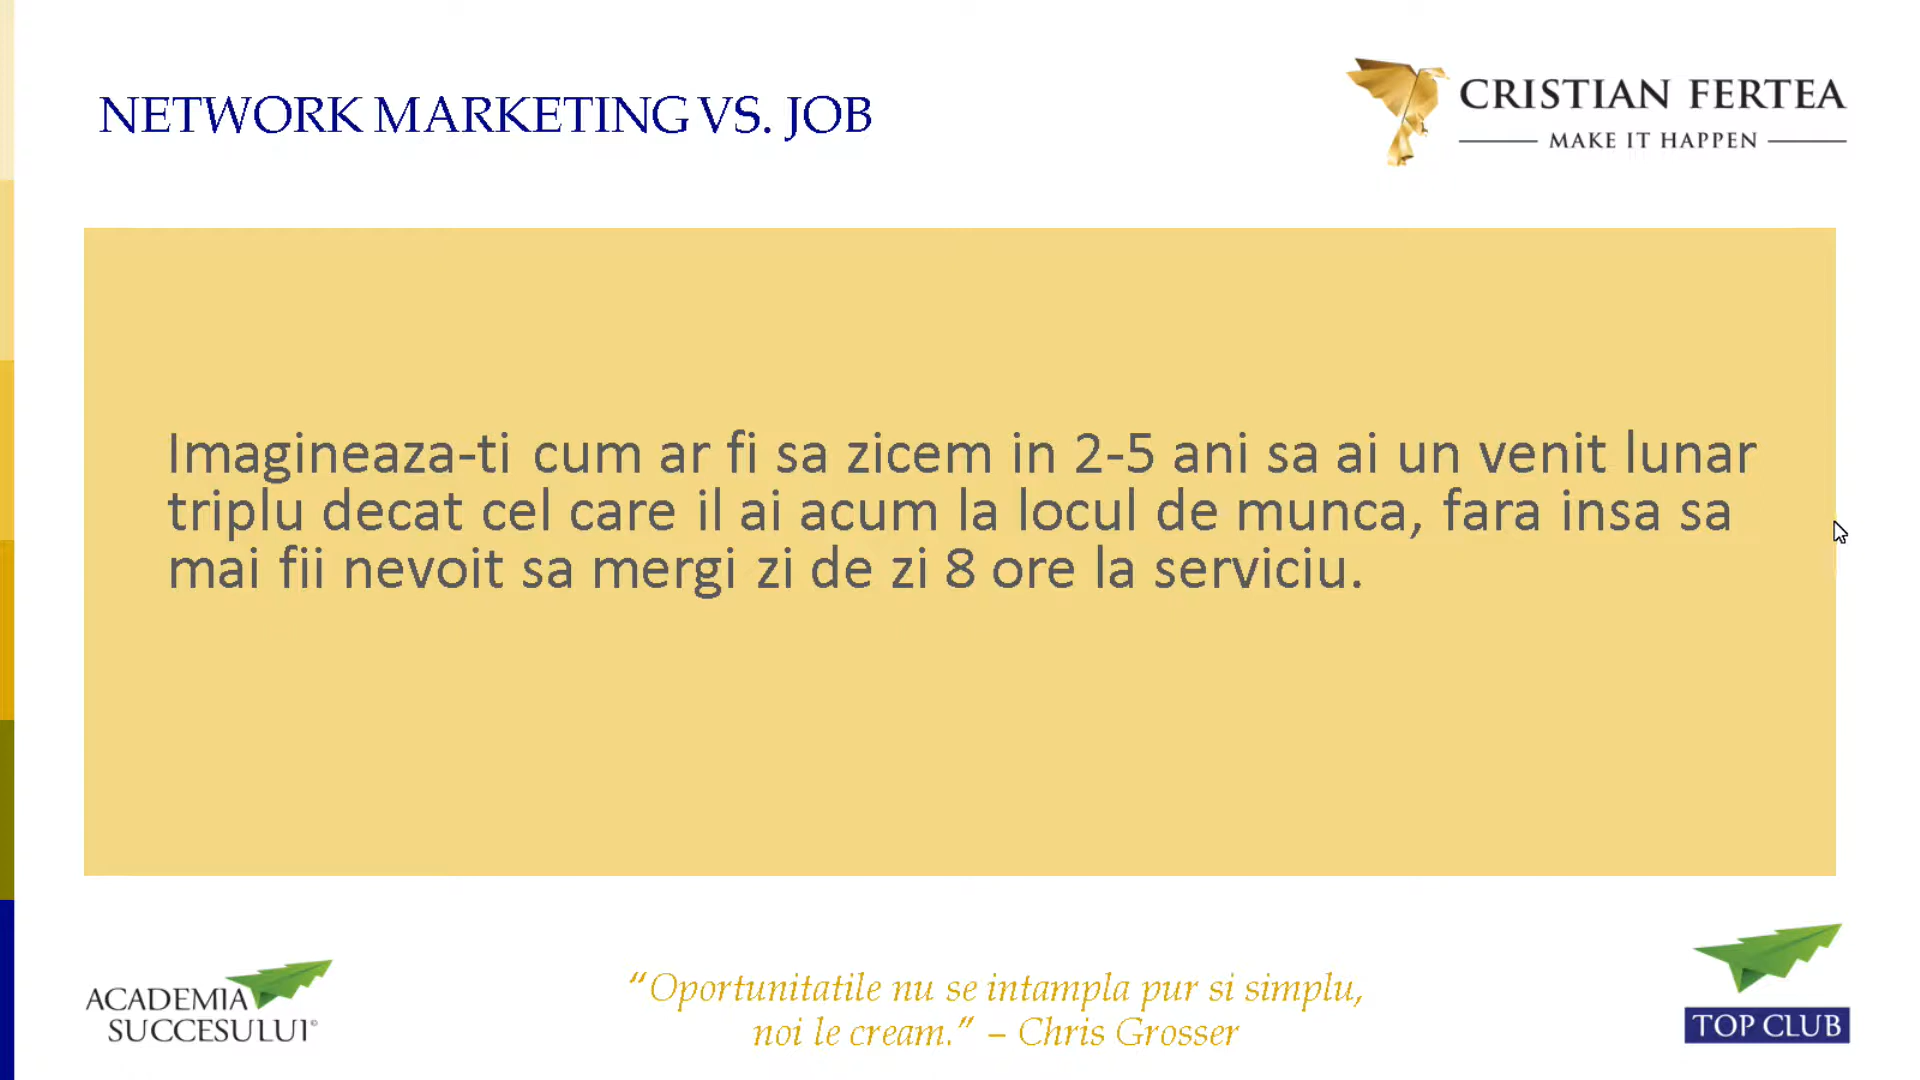 NETWORK MARKETING VS. JOB
CRISTIAN FERTEA
MAKE IT HAPPEN
Imagineaza-ti cum ar fi sa zicem in 2-5 ani sa ai un venit lunar
triplu decat cel care il ai acum la locul de munca, fara insa sa
mai fii nevoit sa mergi zi de zi 8 ore la serviciu.
ACADEMIA
SUCCESULUI©
“Oportunitatile nu se intampla pur si simplu,
noi le cream.” – Chris Grosser
TOP CLUB